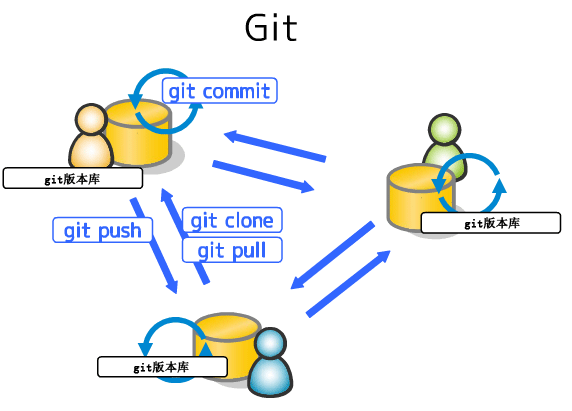 Git
git commit
git版本库
git版本库
git push
git clone
git pull
git版本库